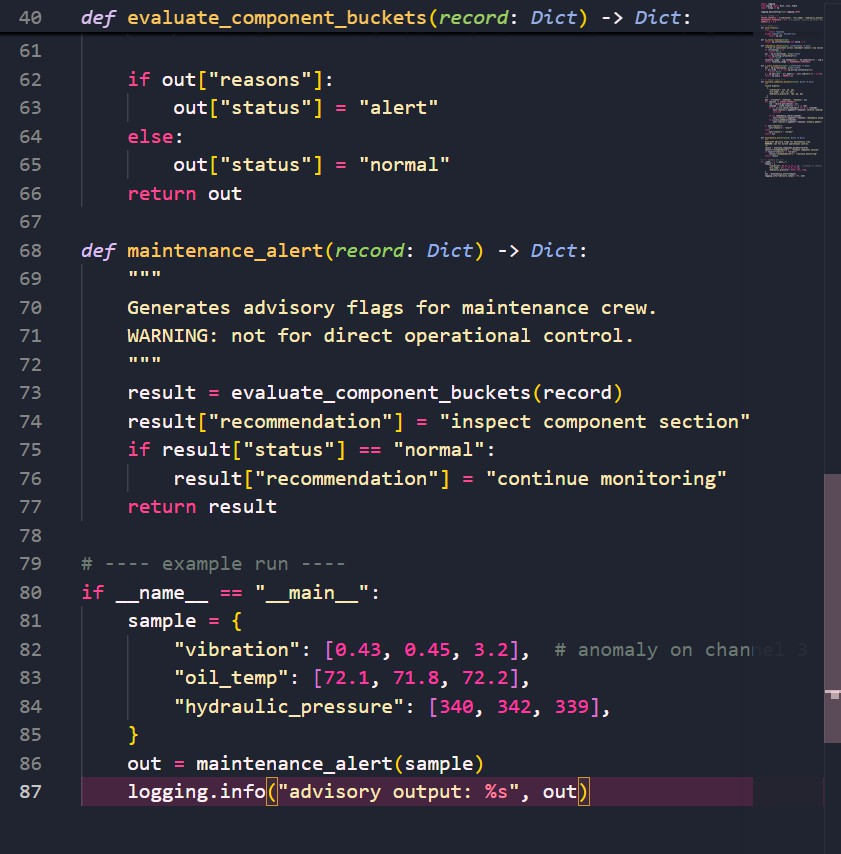 40 def evaluate_component_buckets(record: Dict) -> Dict:
61
62     if out["reasons"]:
63         out["status"] = "alert"
64     else:
65         out["status"] = "normal"
66     return out
67
68 def maintenance_alert(record: Dict) -> Dict:
69     """
70     Generates advisory flags for maintenance crew.
71     WARNING: not for direct operational control.
72     """
73     result = evaluate_component_buckets(record)
74     result["recommendation"] = "inspect component section"
75     if result["status"] == "normal":
76         result["recommendation"] = "continue monitoring"
77     return result
78
79 # ---- example run ----
80 if __name__ == "__main__":
81     sample = {
82         "vibration": [0.43, 0.45, 3.2],  # anomaly on channel 3
83         "oil_temp": [72.1, 71.8, 72.2],
84         "hydraulic_pressure": [340, 342, 339],
85     }
86     out = maintenance_alert(sample)
87     logging.info("advisory output: %s", out)